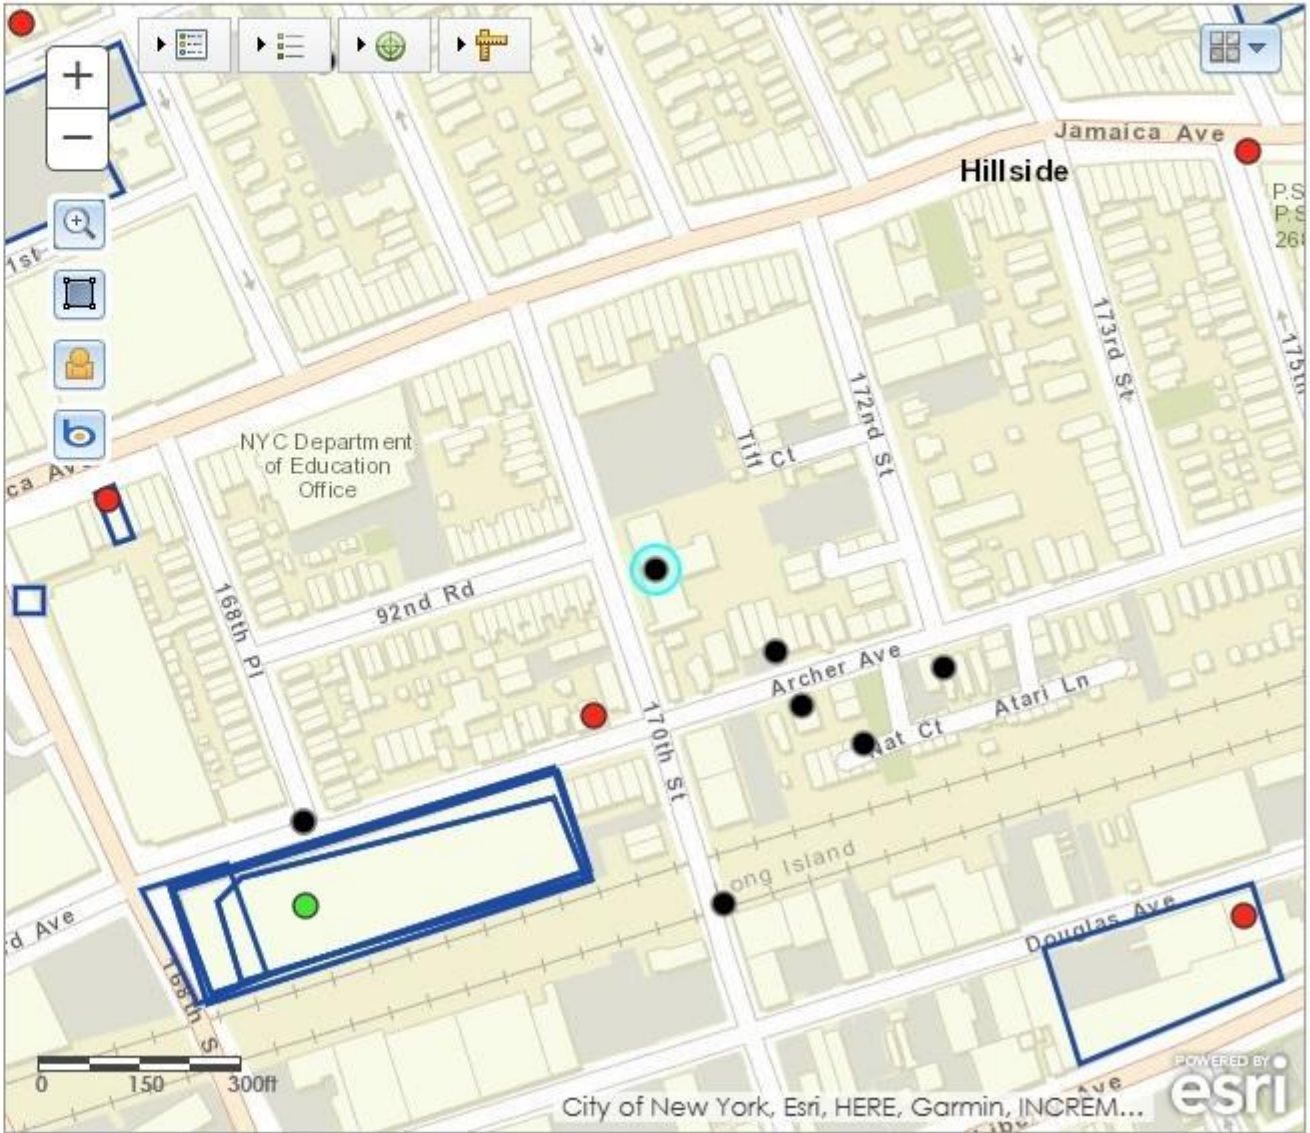 Jamaica Ave
Hillside
P.S
P.S
26
1st
173rd St
175th
172nd St
Tiff Ct
NYC Department
of Education
Office
ca Av
168th Pl
92nd Rd
Archer Ave
Atari Ln
Nat Ct
170th St
ong Island
Douglas Ave
d Ave
168th S
0 150 300ft
Ave
POWERED BY
esri
City of New York, Esri, HERE, Garmin, INCREM...